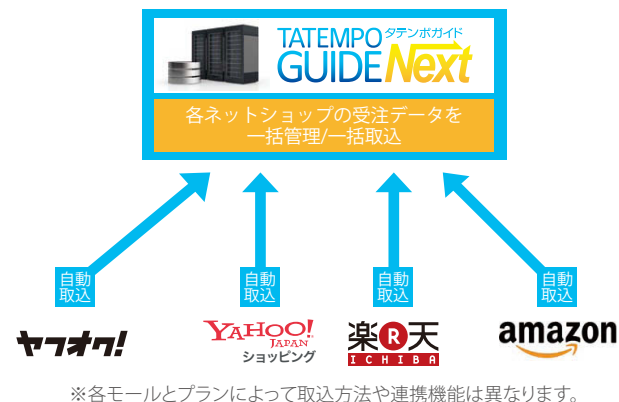 TATEMPO タテンポガイド
GUIDE Next
各ネットショップの受注データを
一括管理/一括取込
自動 自動 自動 自動
取込 取込 取込 取込
ヤフオク! YAHOO! 楽R天 amazon
JAPAN
ショッピング ICHIBA
※各モールとプランによって取込方法や連携機能は異なります。